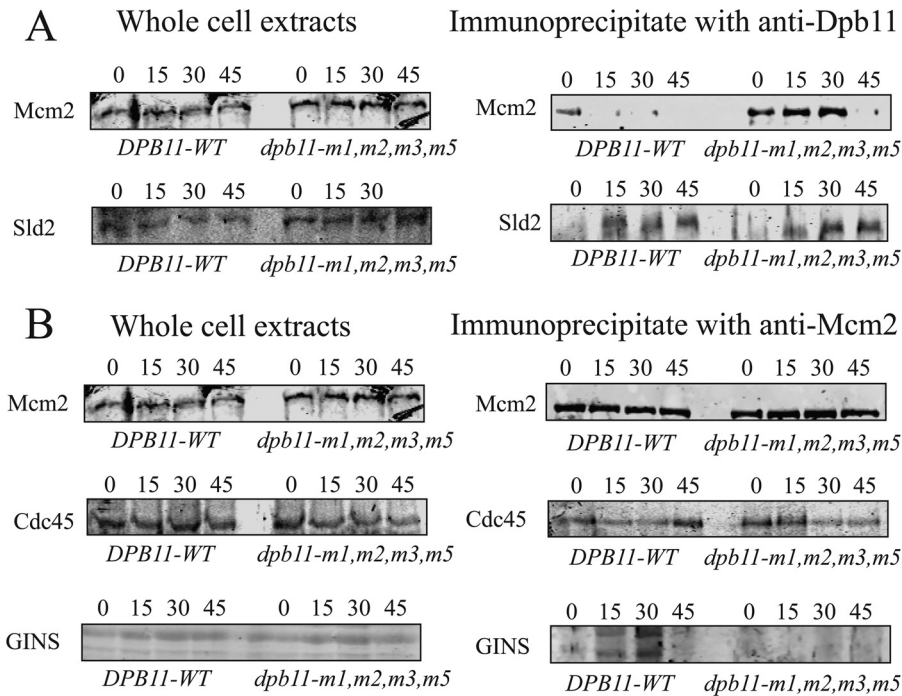 A
Whole cell extracts
Immunoprecipitate with anti-Dpb11
0 15 30 45 0 15 30 45
Mcm2
DPB11-WT dpb11-m1,m2,m3,m5
0 15 30 45 0 15 30 45
Mcm2
DPB11-WT dpb11-m1,m2,m3,m5
0 15 30 45 0 15 30
Sld2
DPB11-WT dpb11-m1,m2,m3,m5
0 15 30 45 0 15 30 45
Sld2
DPB11-WT dpb11-m1,m2,m3,m5
B
Whole cell extracts
Immunoprecipitate with anti-Mcm2
0 15 30 45 0 15 30 45
Mcm2
DPB11-WT dpb11-m1,m2,m3,m5
0 15 30 45 0 15 30 45
Mcm2
DPB11-WT dpb11-m1,m2,m3,m5
0 15 30 45 0 15 30 45
Cdc45
DPB11-WT dpb11-m1,m2,m3,m5
0 15 30 45 0 15 30 45
Cdc45
DPB11-WT dpb11-m1,m2,m3,m5
0 15 30 45 0 15 30 45
GINS
DPB11-WT dpb11-m1,m2,m3,m5
0 15 30 45 0 15 30 45
GINS
DPB11-WT dpb11-m1,m2,m3,m5